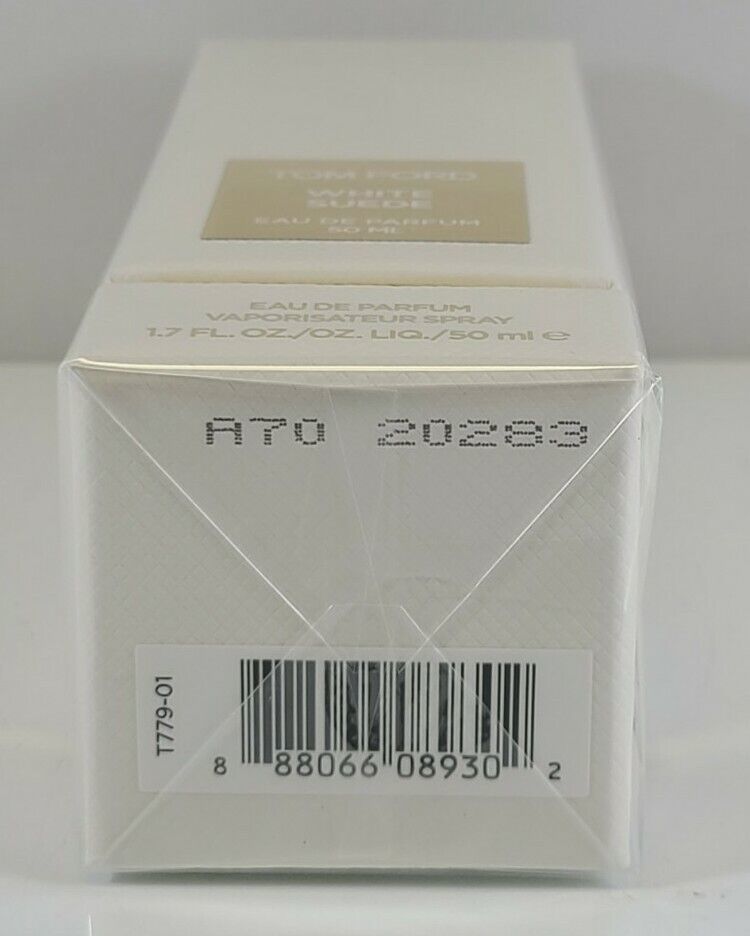 TOM FORD
WHITE
SUEDE
EAU DE PARFUM
50 ML
EAU DE PARFUM
VAPORISATEUR SPRAY
1.7 FL. OZ./OZ. LIQ./50 ml ℮
A70 20283
T779-01
8 88066 08930 2